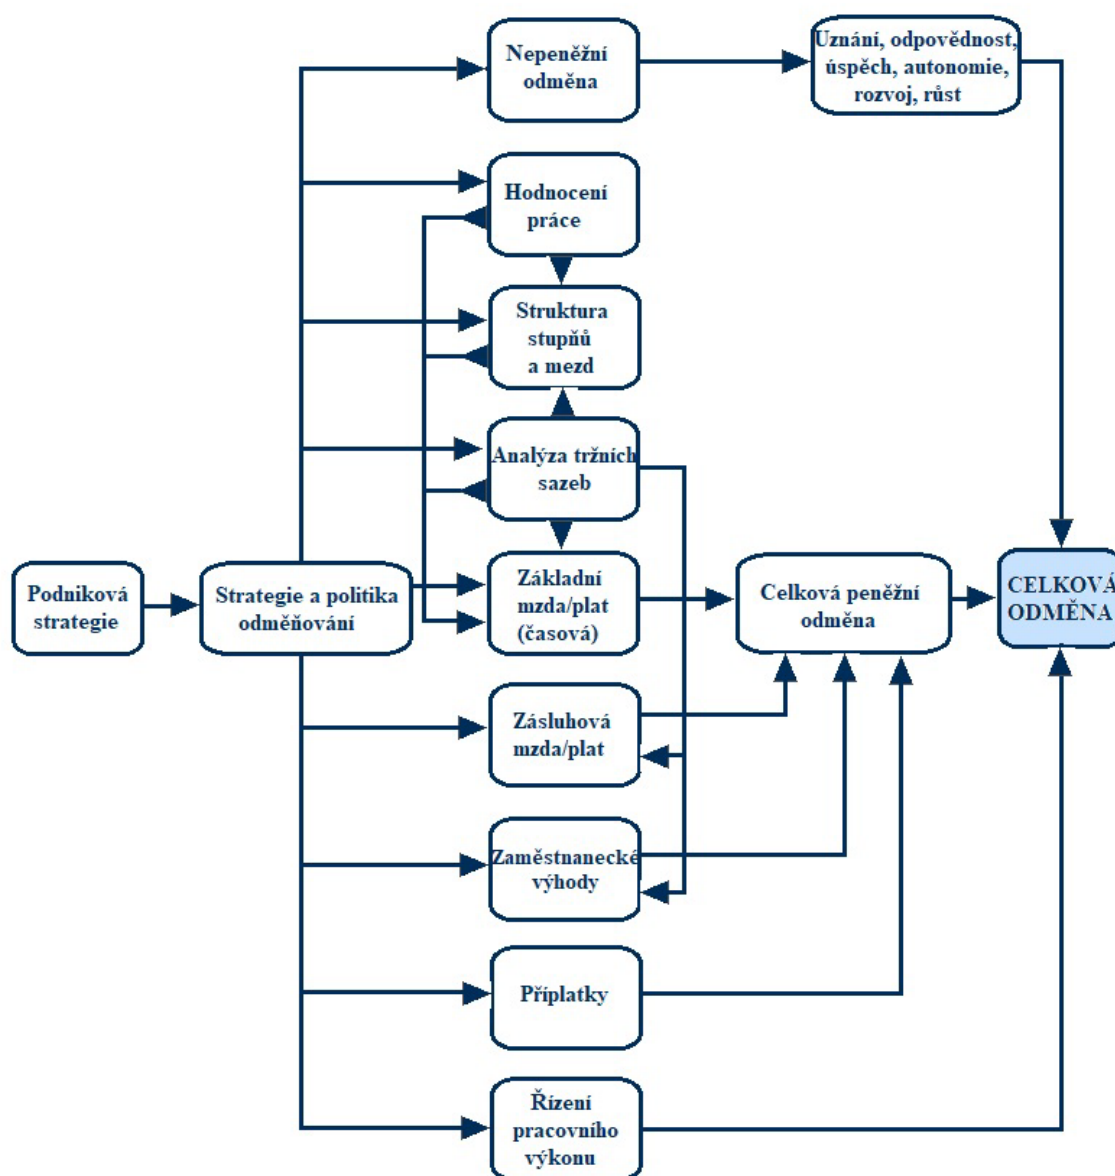 Nepeněžní
odměna
Uznání, odpovědnost,
úspěch, autonomie,
rozvoj, růst
Hodnocení
práce
Struktura
stupňů
a mezd
Analýza tržních
sazeb
Podniková
strategie
Strategie a politika
odměňování
Základní
mzda/plat
(časová)
Celková peněžní
odměna
CELKOVÁ
ODMĚNA
Zásluhová
mzda/plat
Zaměstnanecké
výhody
Příplatky
Řízení
pracovního
výkonu